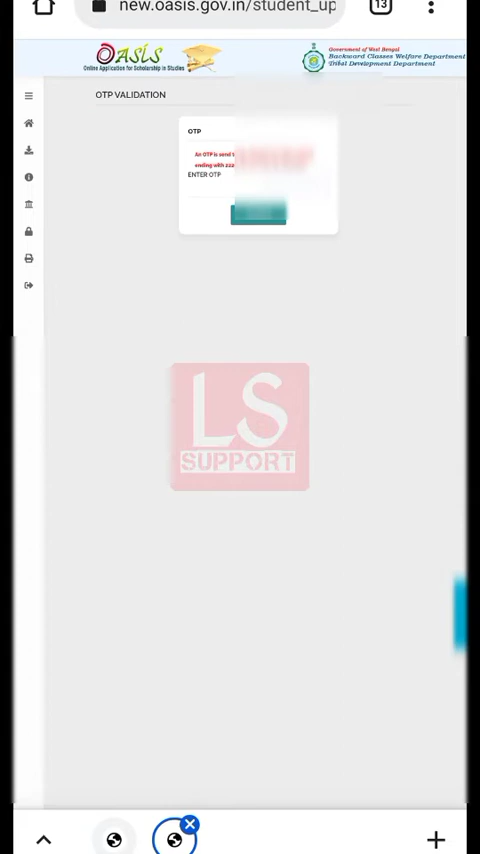 new.oasis.gov.in/student_up
13
OASIS
Online Application for Scholarship in Studies
Government of West Bengal
Backward Classes Welfare Department
Tribal Development Department
OTP VALIDATION
OTP
An OTP is send t
ending with
ENTER OTP
LS
SUPPORT